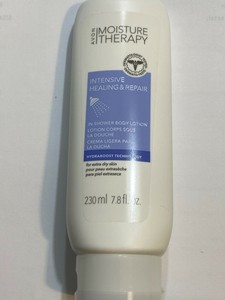 AVON
MOISTURE
THERAPY
INTENSIVE
HEALING & REPAIR
IN-SHOWER BODY LOTION
LOTION CORPS SOUS
LA DOUCHE
CREMA LIGERA PARA
LA DUCHA
TECHNOLOGY
for extra dry skin
pour peau extrasèche
para piel extraseca
230 ml 7.8 fl. oz.